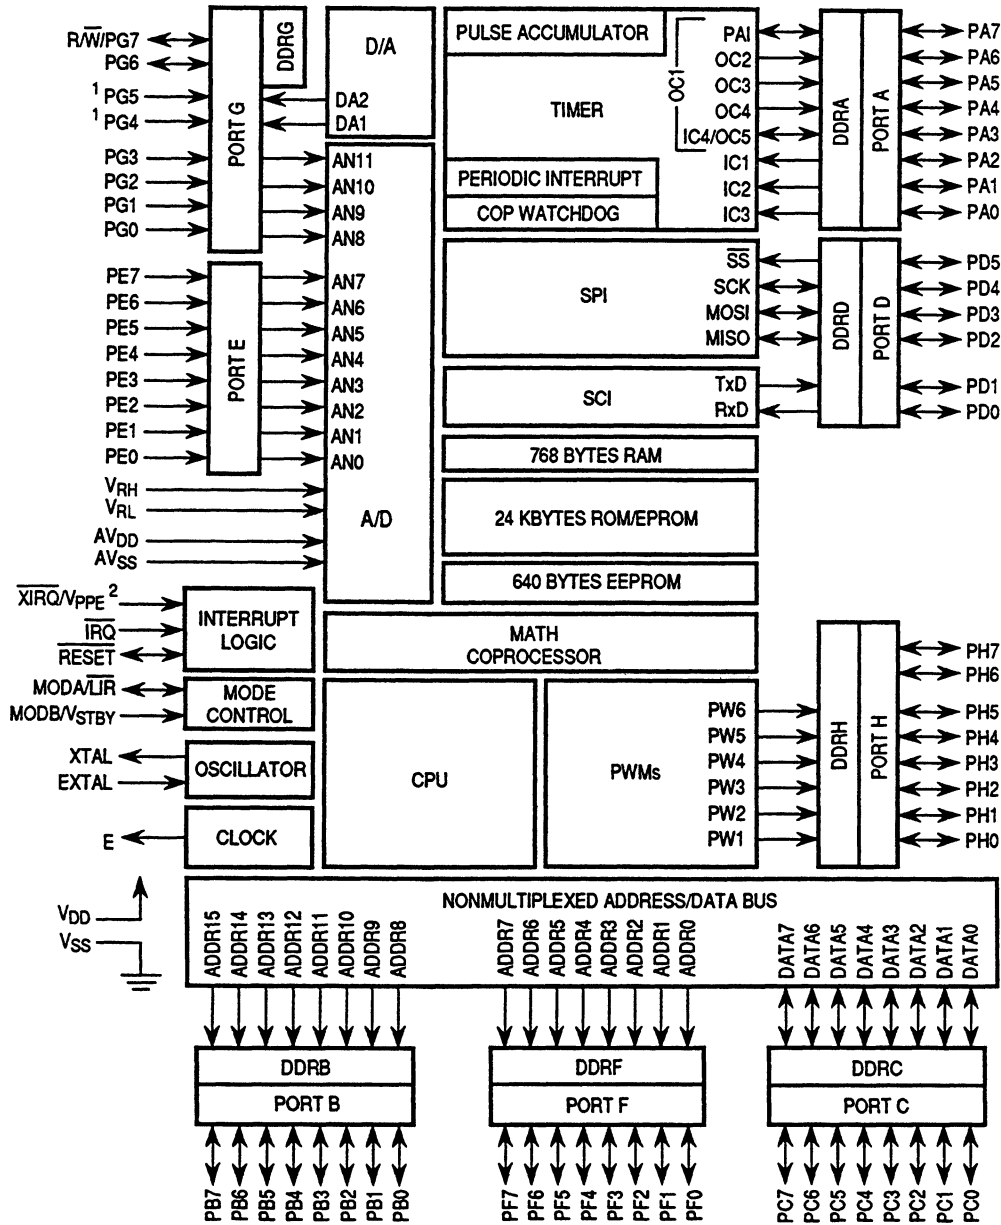 R/W/PG7
PG6
1 PG5
1 PG4
PG3
PG2
PG1
PG0
PORT G
DDRG
D/A
DA2
DA1
PE7
PE6
PE5
PE4
PE3
PE2
PE1
PE0
PORT E
VRH
VRL
AVDD
AVSS
AN11
AN10
AN9
AN8
AN7
AN6
AN5
AN4
AN3
AN2
AN1
AN0
A/D
PULSE ACCUMULATOR
TIMER
PERIODIC INTERRUPT
COP WATCHDOG
OC1
PAI
OC2
OC3
OC4
IC4/OC5
IC1
IC2
IC3
DDRA
PORT A
PA7
PA6
PA5
PA4
PA3
PA2
PA1
PA0
SPI
SS
SCK
MOSI
MISO
SCI
TxD
RxD
DDRD
PORT D
PD5
PD4
PD3
PD2
PD1
PD0
768 BYTES RAM
24 KBYTES ROM/EPROM
640 BYTES EEPROM
XIRQ/VPPE 2
IRQ
RESET
INTERRUPT
LOGIC
MODA/LIR
MODB/VSTBY
MODE
CONTROL
XTAL
EXTAL
OSCILLATOR
E
CLOCK
MATH
COPROCESSOR
CPU
PWMs
PW6
PW5
PW4
PW3
PW2
PW1
DDRH
PORT H
PH7
PH6
PH5
PH4
PH3
PH2
PH1
PH0
VDD
VSS
NONMULTIPLEXED ADDRESS/DATA BUS
ADDR15
ADDR14
ADDR13
ADDR12
ADDR11
ADDR10
ADDR9
ADDR8
ADDR7
ADDR6
ADDR5
ADDR4
ADDR3
ADDR2
ADDR1
ADDR0
DATA7
DATA6
DATA5
DATA4
DATA3
DATA2
DATA1
DATA0
DDRB
PORT B
DDRF
PORT F
DDRC
PORT C
PB7
PB6
PB5
PB4
PB3
PB2
PB1
PB0
PF7
PF6
PF5
PF4
PF3
PF2
PF1
PF0
PC7
PC6
PC5
PC4
PC3
PC2
PC1
PC0